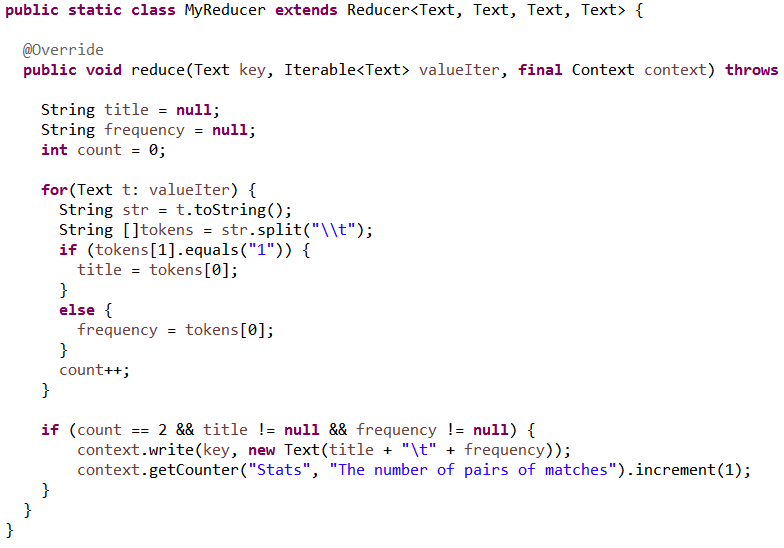 public static class MyReducer extends Reducer<Text, Text, Text, Text> {
@Override
public void reduce(Text key, Iterable<Text> valueIter, final Context context) throws
String title = null;
String frequency = null;
int count = 0;
for(Text t: valueIter) {
String str = t.toString();
String []tokens = str.split("\\t");
if (tokens[1].equals("1")) {
title = tokens[0];
}
else {
frequency = tokens[0];
}
count++;
}
if (count == 2 && title != null && frequency != null) {
context.write(key, new Text(title + "\t" + frequency));
context.getCounter("Stats", "The number of pairs of matches").increment(1);
}
}
}